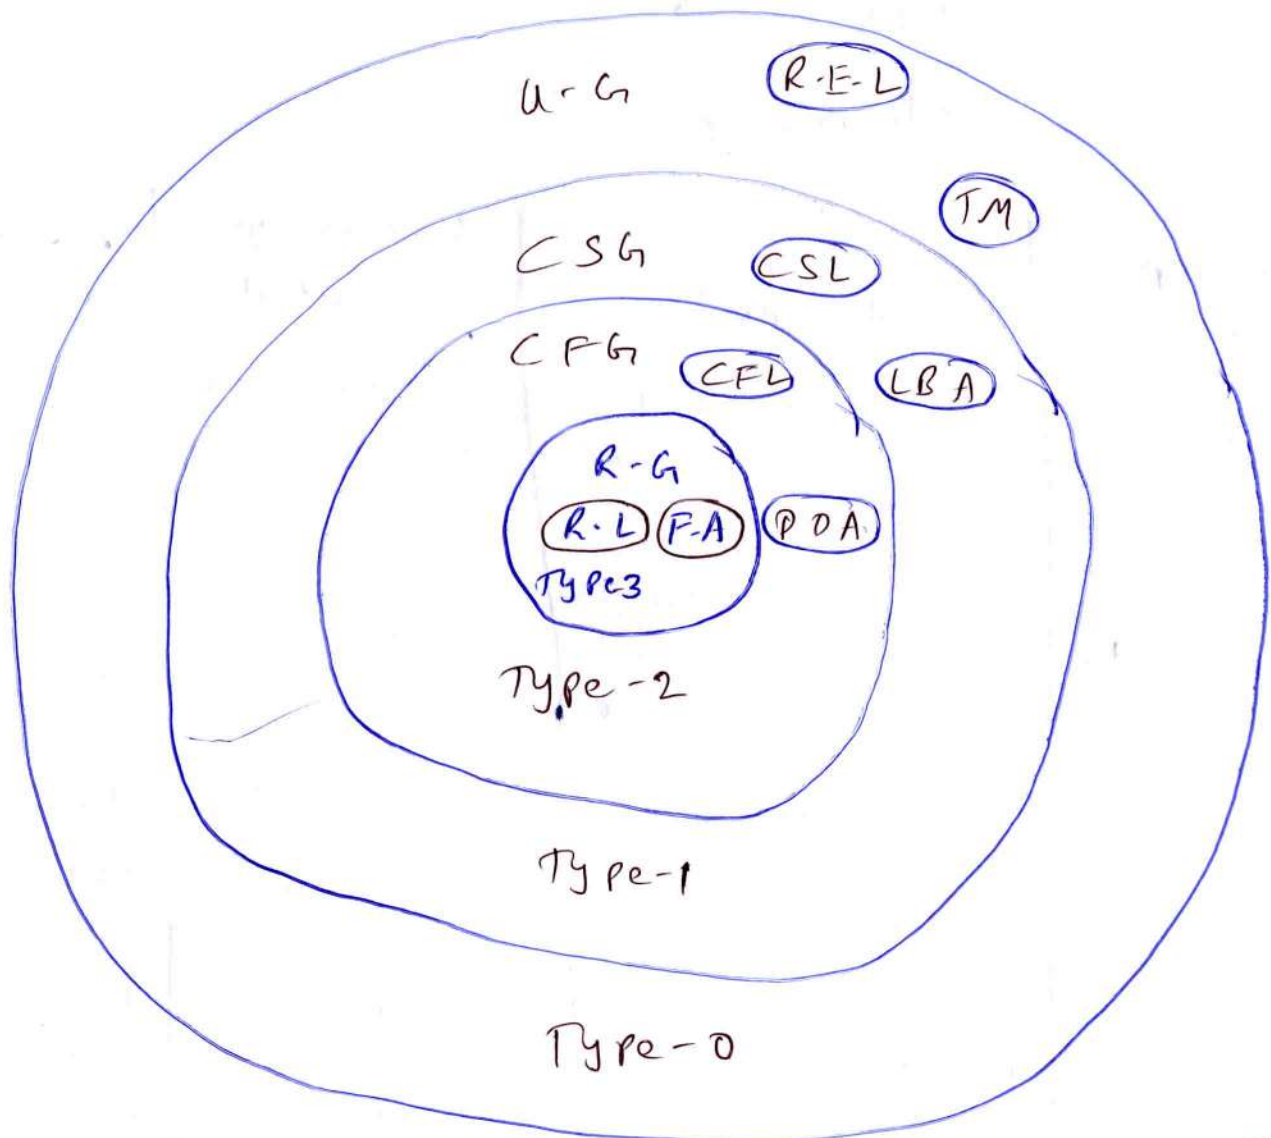 U-G R-E-L
TM
CSG CSL
CFG CFL LBA
R-G
R.L F-A PDA
Type3
Type-2
Type-1
Type-0